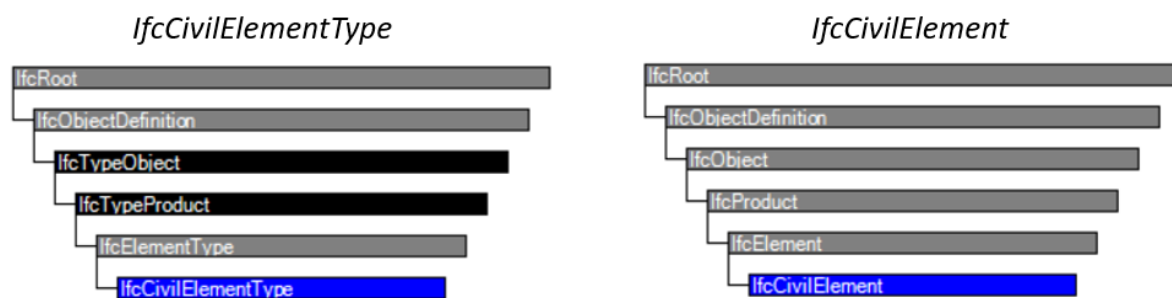 IfcCivilElementType
IfcRoot
IfcObjectDefinition
IfcTypeObject
IfcTypeProduct
IfcElementType
IfcCivilElementType
IfcCivilElement
IfcRoot
IfcObjectDefinition
IfcObject
IfcProduct
IfcElement
IfcCivilElement